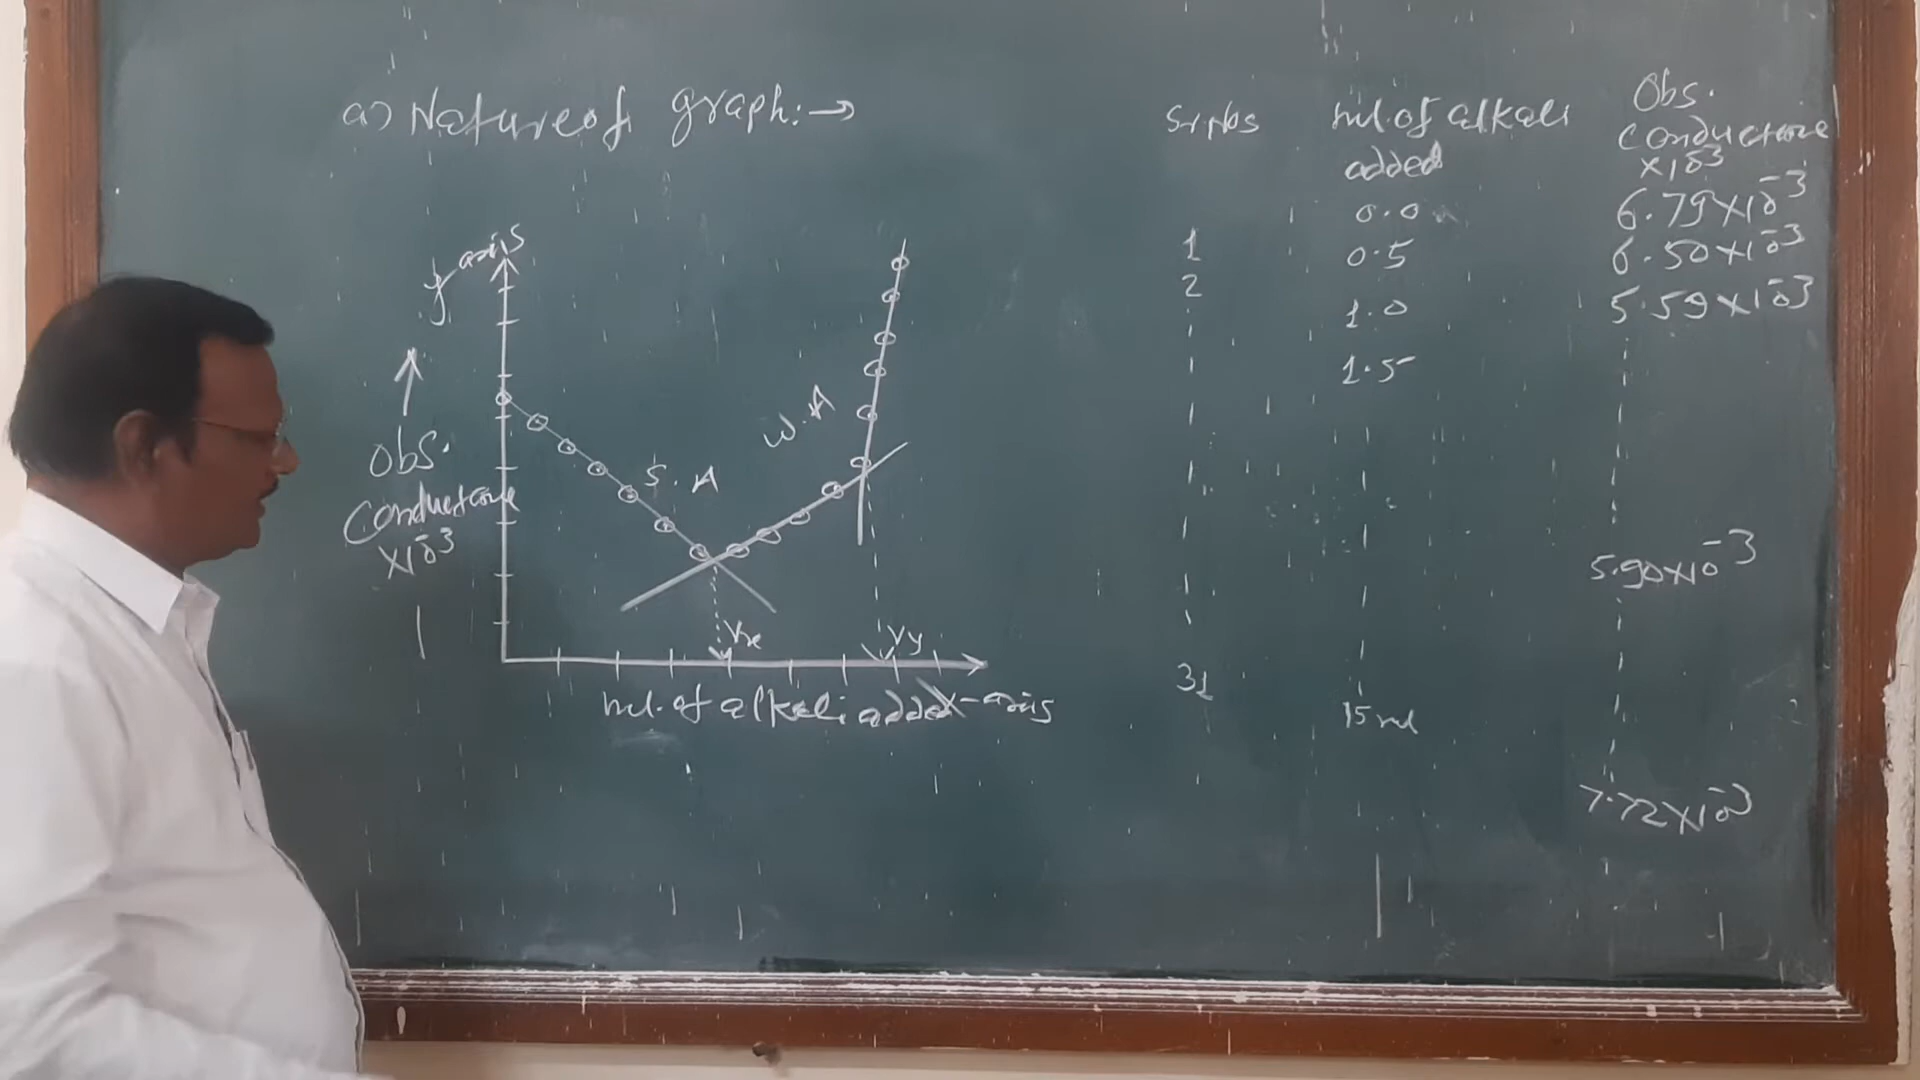 a) Nature of graph:→
y axis
Obs.
Conductance
×10⁻³
S.A
W.A
Vx
Vy
ml. of alkali added X-axis
Sr Nos
ml. of alkali
added
Obs.
Conductance
×10⁻³
0.0
6.79×10⁻³
1
0.5
6.50×10⁻³
2
1.0
5.59×10⁻³
1.5
5.90×10⁻³
31
15 ml
7.72×10⁻³